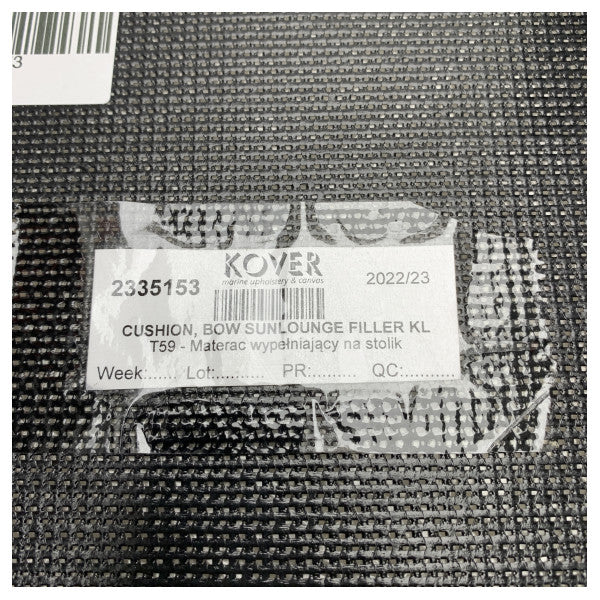 3
KOVER
marine upholstery & canvas
2335153
2022/23
CUSHION, BOW SUNLOUNGE FILLER KL
T59 - Materac wypełniający na stolik
Week:...... Lot:............ PR:......... QC:..........